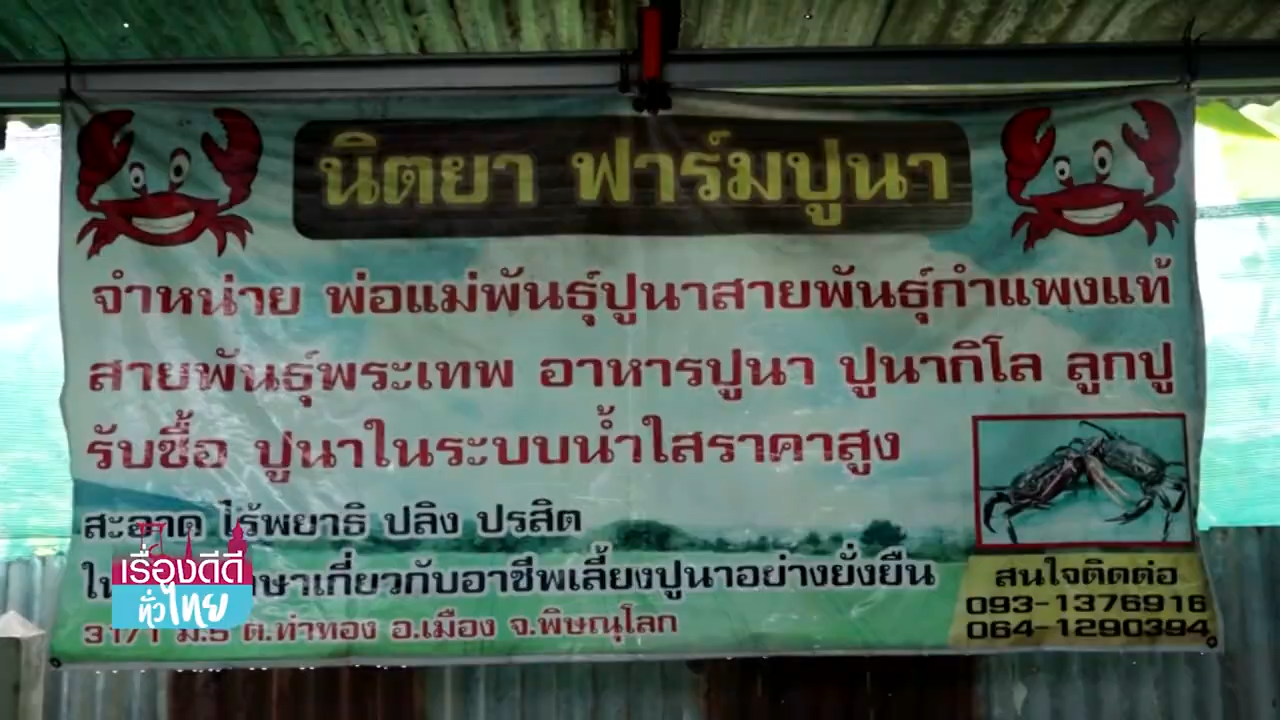 นิตยา ฟาร์มปูนา
จำหน่าย พ่อแม่พันธุ์ปูนาสายพันธุ์กำแพงแท้
สายพันธุ์พระเทพ อาหารปูนา ปูนากิโล ลูกปู
รับซื้อ ปูนาในระบบน้ำใสราคาสูง
สะอาด ไร้พยาธิ ปลิง ปรสิต
เกี่ยวกับอาชีพเลี้ยงปูนาอย่างยั่งยืน
31/1 ม.5 ต.ท่าทอง อ.เมือง จ.พิษณุโลก
สนใจติดต่อ
093-1376916
064-1290394
เรื่องดีดี
ทั่วไทย